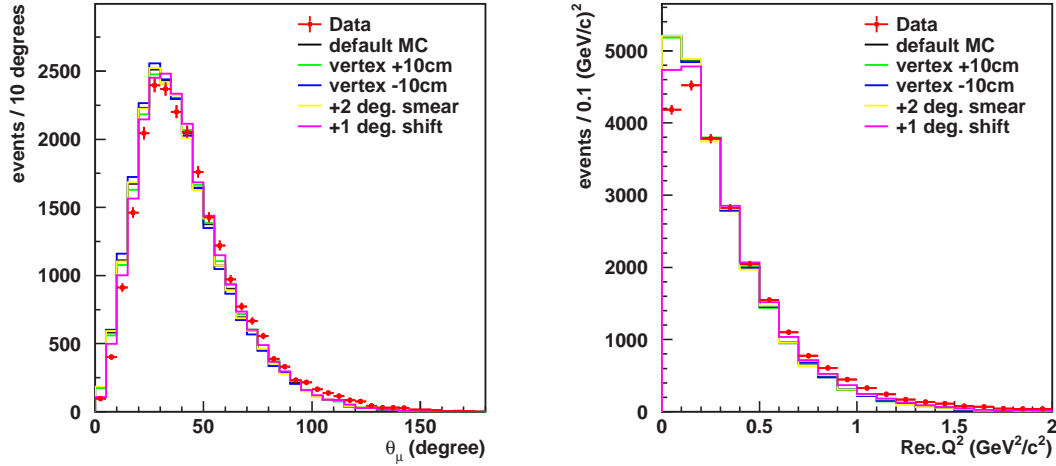 events / 10 degrees
2500
2000
1500
1000
500
0
0 50 100 150
θμ (degree)
Data
default MC
vertex +10cm
vertex -10cm
+2 deg. smear
+1 deg. shift
events / 0.1 (GeV/c)²
5000
4000
3000
2000
1000
0
0 0.5 1 1.5 2
Rec.Q² (GeV²/c²)
Data
default MC
vertex +10cm
vertex -10cm
+2 deg. smear
+1 deg. shift